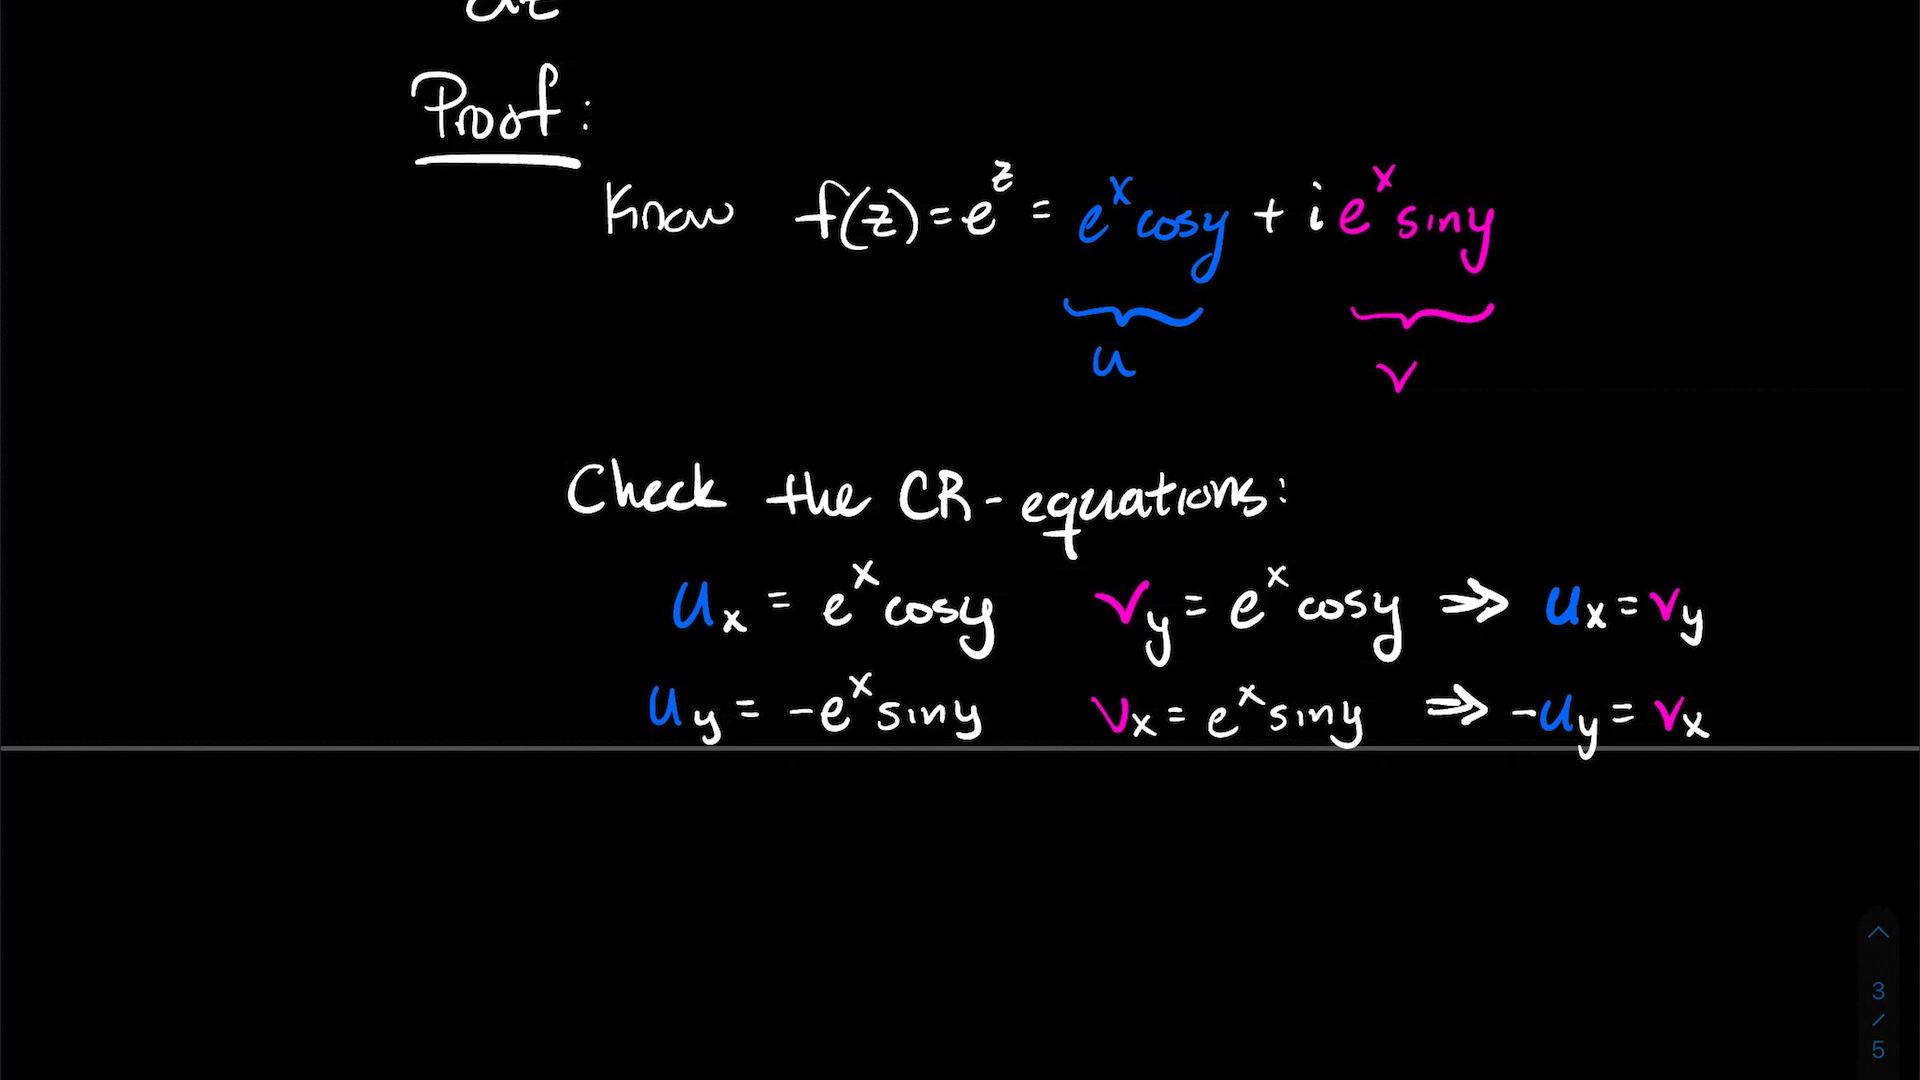 dz
Proof:
Know f(z) = e^z = e^x cosy + i e^x siny
u v
Check the CR-equations:
u_x = e^x cosy v_y = e^x cosy ⇒ u_x = v_y
u_y = -e^x siny v_x = e^x siny ⇒ -u_y = v_x
3
/
5